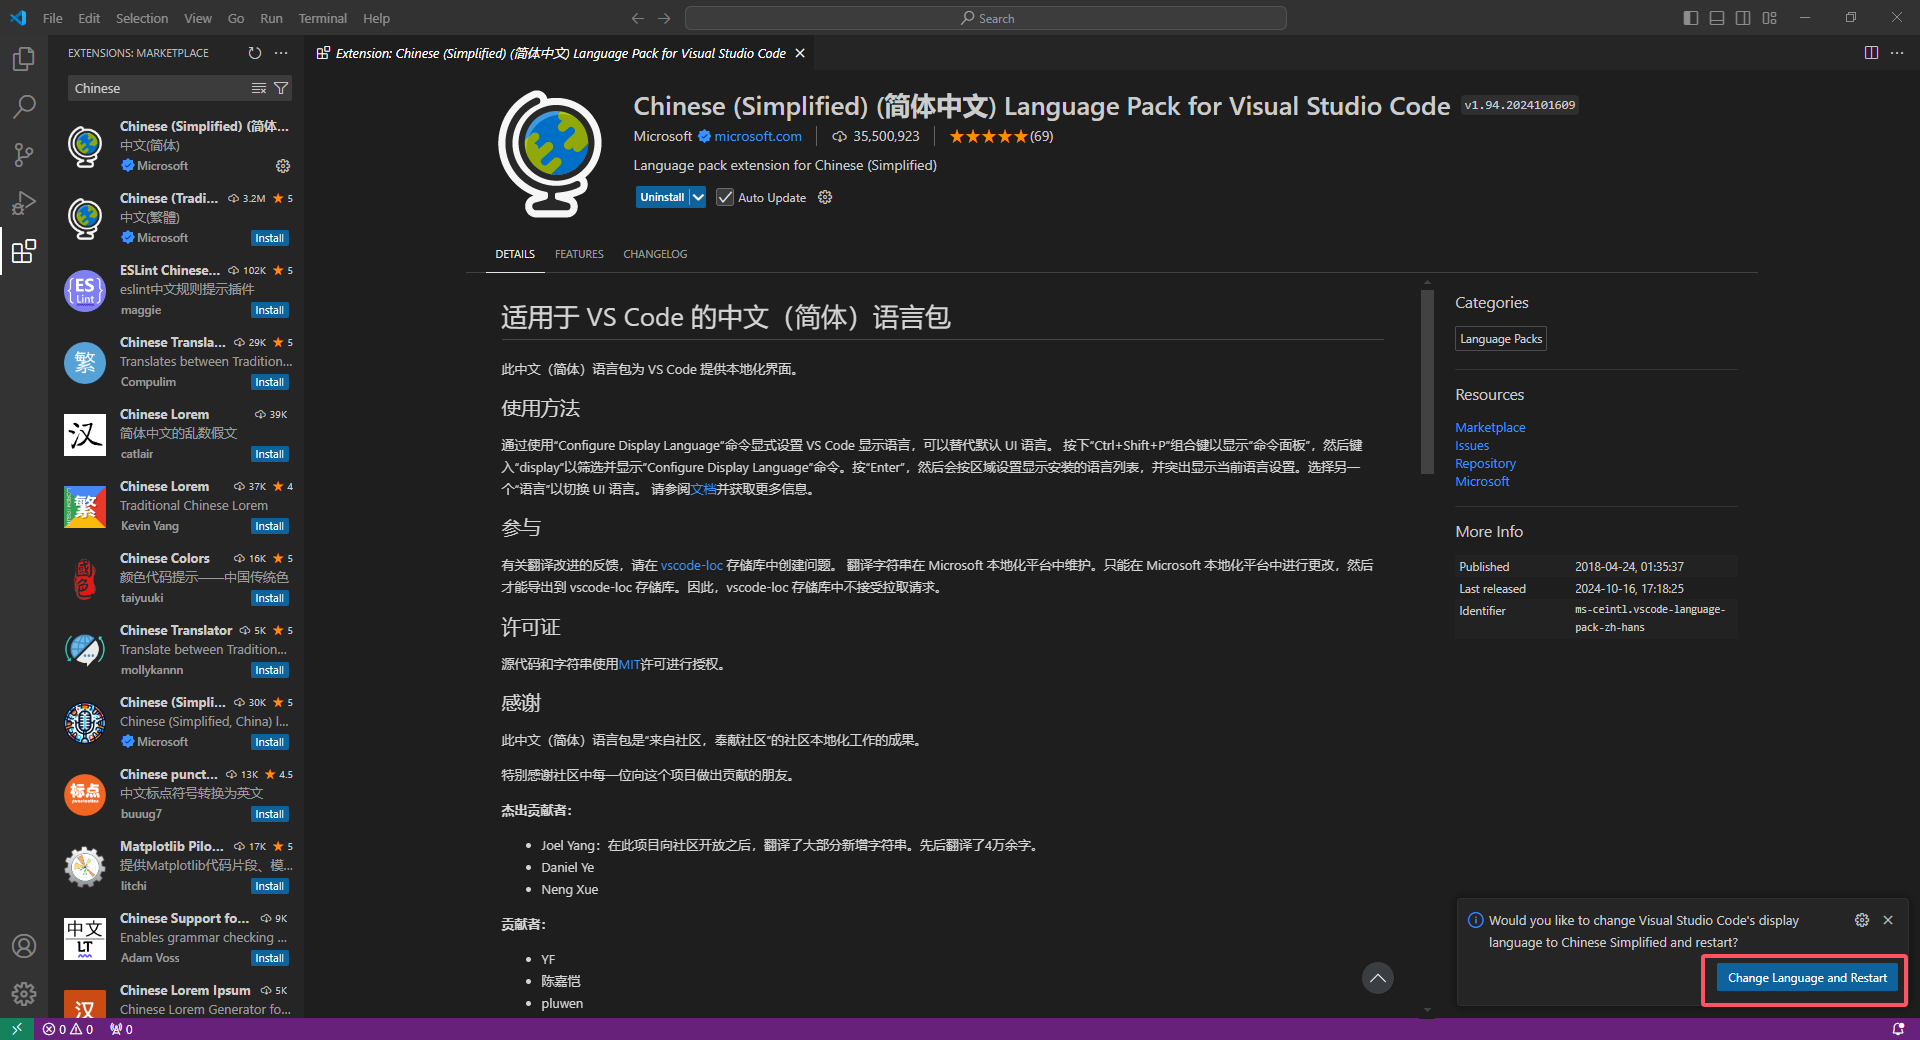 File Edit Selection View Go Run Terminal Help
Search
EXTENSIONS: MARKETPLACE
Chinese
Chinese (Simplified) (简体...
中文(简体)
Microsoft
Chinese (Tradi... 3.2M 5
中文(繁體)
Microsoft Install
ESLint Chinese... 102K 5
eslint中文规则提示插件
maggie Install
Chinese Transla... 29K 5
Translates between Tradition...
Compulim Install
Chinese Lorem 39K
简体中文的乱数假文
catlair Install
Chinese Lorem 37K 4
Traditional Chinese Lorem
Kevin Yang Install
Chinese Colors 16K 5
颜色代码提示——中国传统色
taiyuuki Install
Chinese Translator 5K 5
Translate between Tradition...
mollykannn Install
Chinese (Simpli... 30K 5
Chinese (Simplified, China) l...
Microsoft Install
Chinese punct... 13K 4.5
中文标点符号转换为英文
buuug7 Install
Matplotlib Pilo... 17K 5
提供Matplotlib代码片段、模...
litchi Install
Chinese Support fo... 9K
Enables grammar checking ...
Adam Voss Install
Chinese Lorem Ipsum 5K
Chinese Lorem Generator fo...
{ES}
Lint
繁
汉
繁
标点
中文
LT
汉
Extension: Chinese (Simplified) (简体中文) Language Pack for Visual Studio Code
Chinese (Simplified) (简体中文) Language Pack for Visual Studio Code v1.94.2024101609
Microsoft microsoft.com 35,500,923 (69)
Language pack extension for Chinese (Simplified)
Uninstall Auto Update
DETAILS FEATURES CHANGELOG
适用于 VS Code 的中文（简体）语言包
此中文（简体）语言包为 VS Code 提供本地化界面。
使用方法
通过使用“Configure Display Language”命令显式设置 VS Code 显示语言，可以替代默认 UI 语言。 按下“Ctrl+Shift+P”组合键以显示“命令面板”，然后键
入“display”以筛选并显示“Configure Display Language”命令。按“Enter”，然后会按区域设置显示安装的语言列表，并突出显示当前语言设置。选择另一
个“语言”以切换 UI 语言。 请参阅文档并获取更多信息。
参与
有关翻译改进的反馈，请在 vscode-loc 存储库中创建问题。 翻译字符串在 Microsoft 本地化平台中维护。只能在 Microsoft 本地化平台中进行更改，然后
才能导出到 vscode-loc 存储库。因此，vscode-loc 存储库中不接受拉取请求。
许可证
源代码和字符串使用MIT许可进行授权。
感谢
此中文（简体）语言包是“来自社区，奉献社区”的社区本地化工作的成果。
特别感谢社区中每一位向这个项目做出贡献的朋友。
杰出贡献者：
Joel Yang：在此项目向社区开放之后，翻译了大部分新增字符串。先后翻译了4万余字。
Daniel Ye
Neng Xue
贡献者：
YF
陈嘉恺
pluwen
Categories
Language Packs
Resources
Marketplace
Issues
Repository
Microsoft
More Info
Published 2018-04-24, 01:35:37
Last released 2024-10-16, 17:18:25
Identifier ms-ceintl.vscode-language-
pack-zh-hans
Would you like to change Visual Studio Code's display
language to Chinese Simplified and restart?
Change Language and Restart
0 0 0